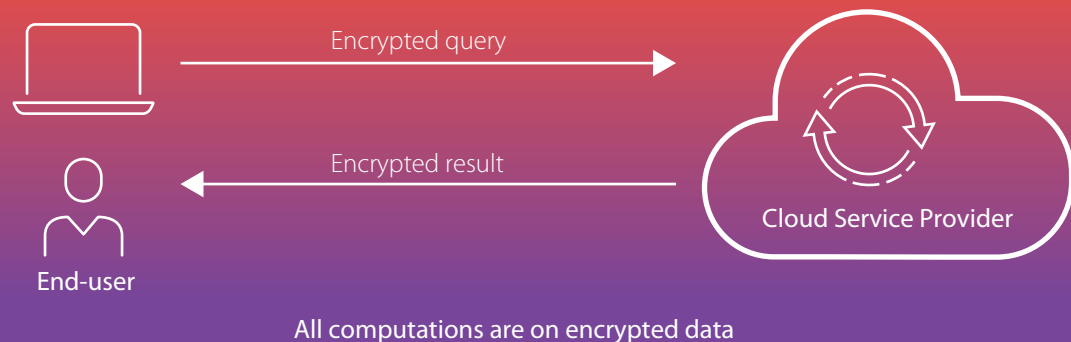 Encrypted query
Encrypted result
Cloud Service Provider
End-user
All computations are on encrypted data